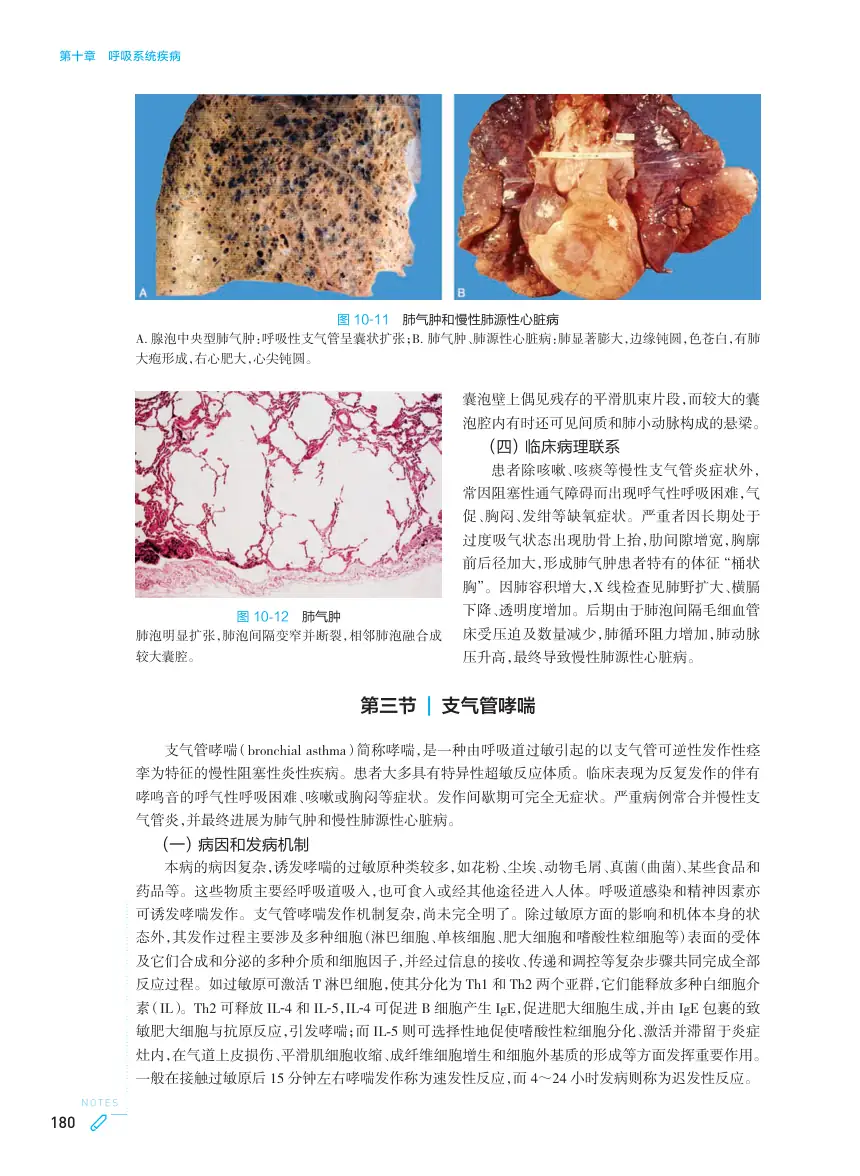 第十章 呼吸系统疾病
A
B
图 10-11 肺气肿和慢性肺源性心脏病
A. 腺泡中央型肺气肿;呼吸性支气管呈囊状扩张;B. 肺气肿、肺源性心脏病:肺显著膨大,边缘钝圆,色苍白,有肺
大疱形成,右心肥大,心尖钝圆。
图 10-12 肺气肿
肺泡明显扩张,肺泡间隔变窄并断裂,相邻肺泡融合成
较大囊腔。
囊泡壁上偶见残存的平滑肌束片段,而较大的囊
泡腔内有时还可见间质和肺小动脉构成的悬梁。
(四)临床病理联系
患者除咳嗽、咳痰等慢性支气管炎症状外,
常因阻塞性通气障碍而出现呼气性呼吸困难,气
促、胸闷、发绀等缺氧症状。严重者因长期处于
过度吸气状态出现肋骨上抬,肋间隙增宽,胸廓
前后径加大,形成肺气肿患者特有的体征“桶状
胸”。因肺容积增大,X 线检查见肺野扩大、横膈
下降、透明度增加。后期由于肺泡间隔毛细血管
床受压迫及数量减少,肺循环阻力增加,肺动脉
压升高,最终导致慢性肺源性心脏病。
第三节 | 支气管哮喘
支气管哮喘(bronchial asthma)简称哮喘,是一种由呼吸道过敏引起的以支气管可逆性发作性痉
挛为特征的慢性阻塞性炎性疾病。患者大多具有特异性超敏反应体质。临床表现为反复发作的伴有
哮鸣音的呼气性呼吸困难、咳嗽或胸闷等症状。发作间歇期可完全无症状。严重病例常合并慢性支
气管炎,并最终进展为肺气肿和慢性肺源性心脏病。
(一)病因和发病机制
本病的病因复杂,诱发哮喘的过敏原种类较多,如花粉、尘埃、动物毛屑、真菌(曲菌)、某些食品和
药品等。这些物质主要经呼吸道吸入,也可食入或经其他途径进入人体。呼吸道感染和精神因素亦
可诱发哮喘发作。支气管哮喘发作机制复杂,尚未完全明了。除过敏原方面的影响和机体本身的状
态外,其发作过程主要涉及多种细胞(淋巴细胞、单核细胞、肥大细胞和嗜酸性粒细胞等)表面的受体
及它们合成和分泌的多种介质和细胞因子,并经过信息的接收、传递和调控等复杂步骤共同完成全部
反应过程。如过敏原可激活 T 淋巴细胞,使其分化为 Th1 和 Th2 两个亚群,它们能释放多种白细胞介
素(IL)。Th2 可释放 IL-4 和 IL-5,IL-4 可促进 B 细胞产生 IgE,促进肥大细胞生成,并由 IgE 包裹的致
敏肥大细胞与抗原反应,引发哮喘;而 IL-5 则可选择性地促使嗜酸性粒细胞分化、激活并滞留于炎症
灶内,在气道上皮损伤、平滑肌细胞收缩、成纤维细胞增生和细胞外基质的形成等方面发挥重要作用。
一般在接触过敏原后 15 分钟左右哮喘发作称为速发性反应,而 4～24 小时发病则称为迟发性反应。
NOTES
180